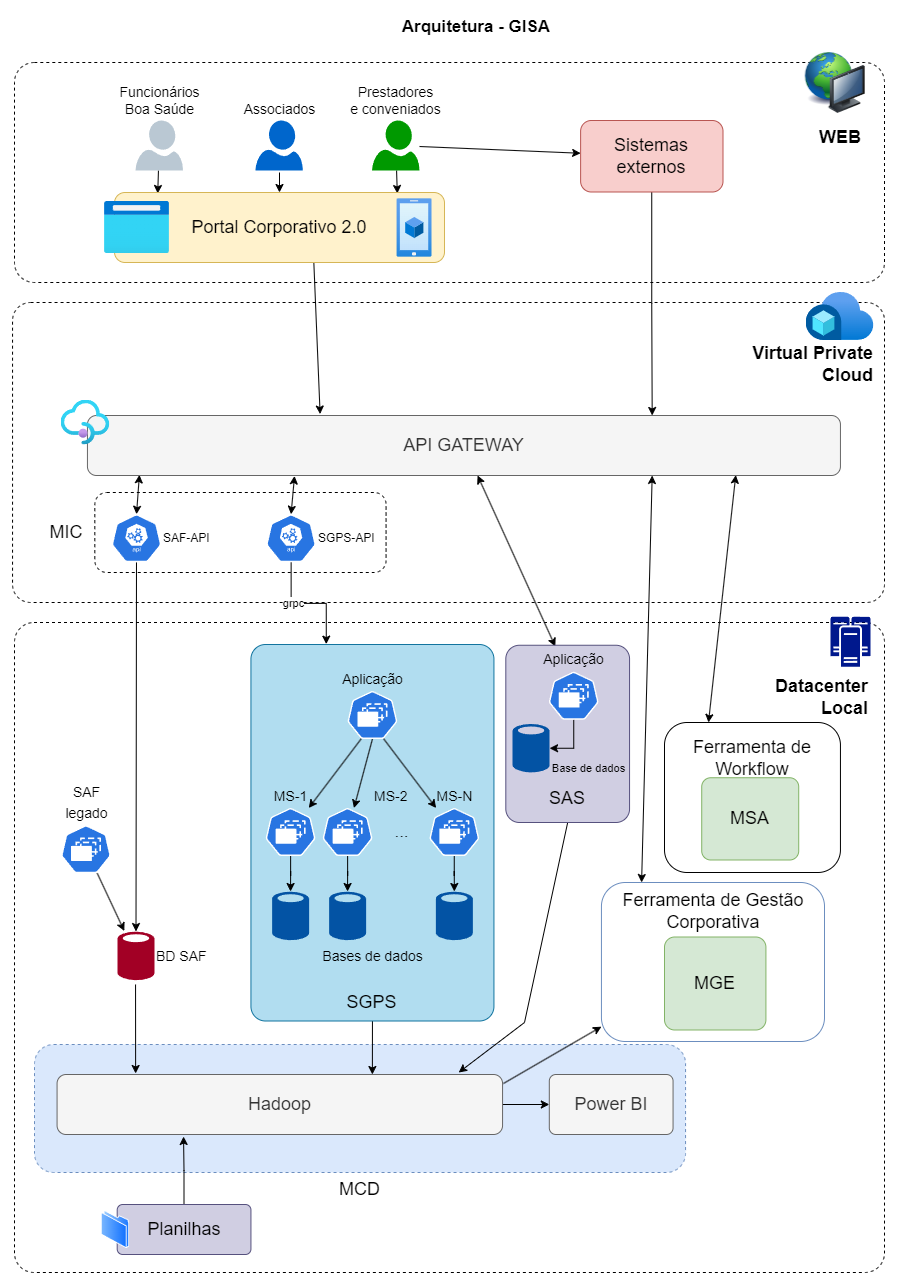 Arquitetura - GISA
WEB
Funcionários
Boa Saúde
Associados
Prestadores
e conveniados
Sistemas
externos
Portal Corporativo 2.0
Virtual Private
Cloud
API GATEWAY
MIC
SAF-API
api
SGPS-API
api
grpc
Datacenter
Local
Aplicação
MS-1
MS-2
MS-N
...
Bases de dados
SGPS
Aplicação
Base de dados
SAS
Ferramenta de
Workflow
MSA
SAF
legado
BD SAF
Ferramenta de Gestão
Corporativa
MGE
Hadoop
Power BI
MCD
Planilhas